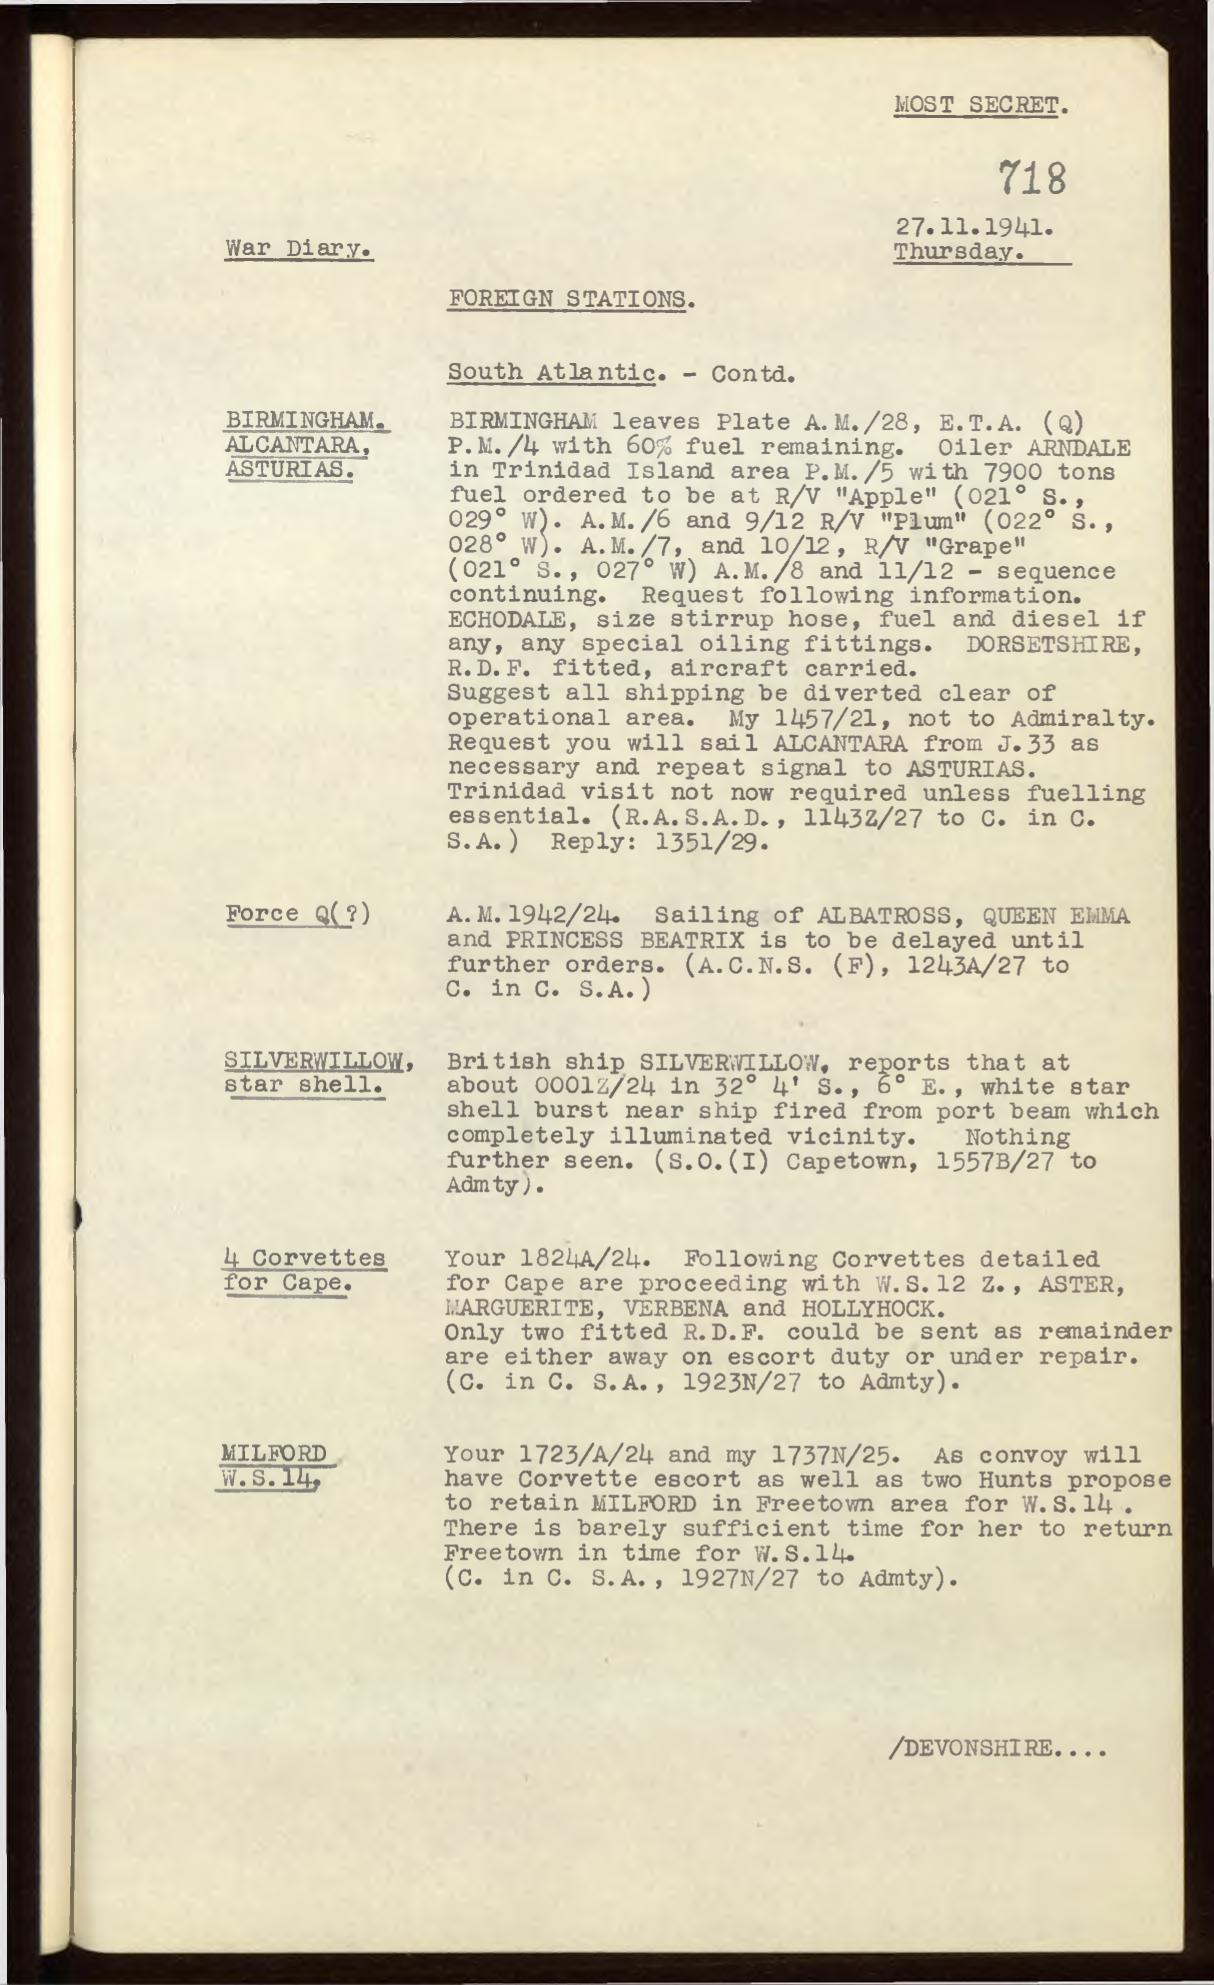 MOST SECRET.
718
27.11.1941.
War Diary.
Thursday.
FOREIGN STATIONS.
South Atlantic. - Contd.
BIRMINGHAM.
ALCANTARA,
ASTURIAS.
BIRMINGHAM leaves Plate A.M./28, E.T.A. (Q)
P.M./4 with 60% fuel remaining. Oiler ARNDALE
in Trinidad Island area P.M./5 with 7900 tons
fuel ordered to be at R/V "Apple" (021° S.,
029° W). A.M./6 and 9/12 R/V "Plum" (022° S.,
028° W). A.M./7, and 10/12, R/V "Grape"
(021° S., 027° W) A.M./8 and 11/12 - sequence
continuing. Request following information.
ECHODALE, size stirrup hose, fuel and diesel if
any, any special oiling fittings. DORSETSHIRE,
R.D.F. fitted, aircraft carried.
Suggest all shipping be diverted clear of
operational area. My 1457/21, not to Admiralty.
Request you will sail ALCANTARA from J.33 as
necessary and repeat signal to ASTURIAS.
Trinidad visit not now required unless fuelling
essential. (R.A.S.A.D., 1143Z/27 to C. in C.
S.A.) Reply: 1351/29.
Force Q(?)
A.M.1942/24. Sailing of ALBATROSS, QUEEN EMMA
and PRINCESS BEATRIX is to be delayed until
further orders. (A.C.N.S. (F), 1243A/27 to
C. in C. S.A.)
SILVERWILLOW,
star shell.
British ship SILVERWILLOW, reports that at
about 0001Z/24 in 32° 4' S., 6° E., white star
shell burst near ship fired from port beam which
completely illuminated vicinity. Nothing
further seen. (S.O.(I) Capetown, 1557B/27 to
Admty).
4 Corvettes
for Cape.
Your 1824A/24. Following Corvettes detailed
for Cape are proceeding with W.S.12 Z., ASTER,
MARGUERITE, VERBENA and HOLLYHOCK.
Only two fitted R.D.F. could be sent as remainder
are either away on escort duty or under repair.
(C. in C. S.A., 1923N/27 to Admty).
MILFORD
W.S.14,
Your 1723/A/24 and my 1737N/25. As convoy will
have Corvette escort as well as two Hunts propose
to retain MILFORD in Freetown area for W.S.14 .
There is barely sufficient time for her to return
Freetown in time for W.S.14.
(C. in C. S.A., 1927N/27 to Admty).
/DEVONSHIRE....